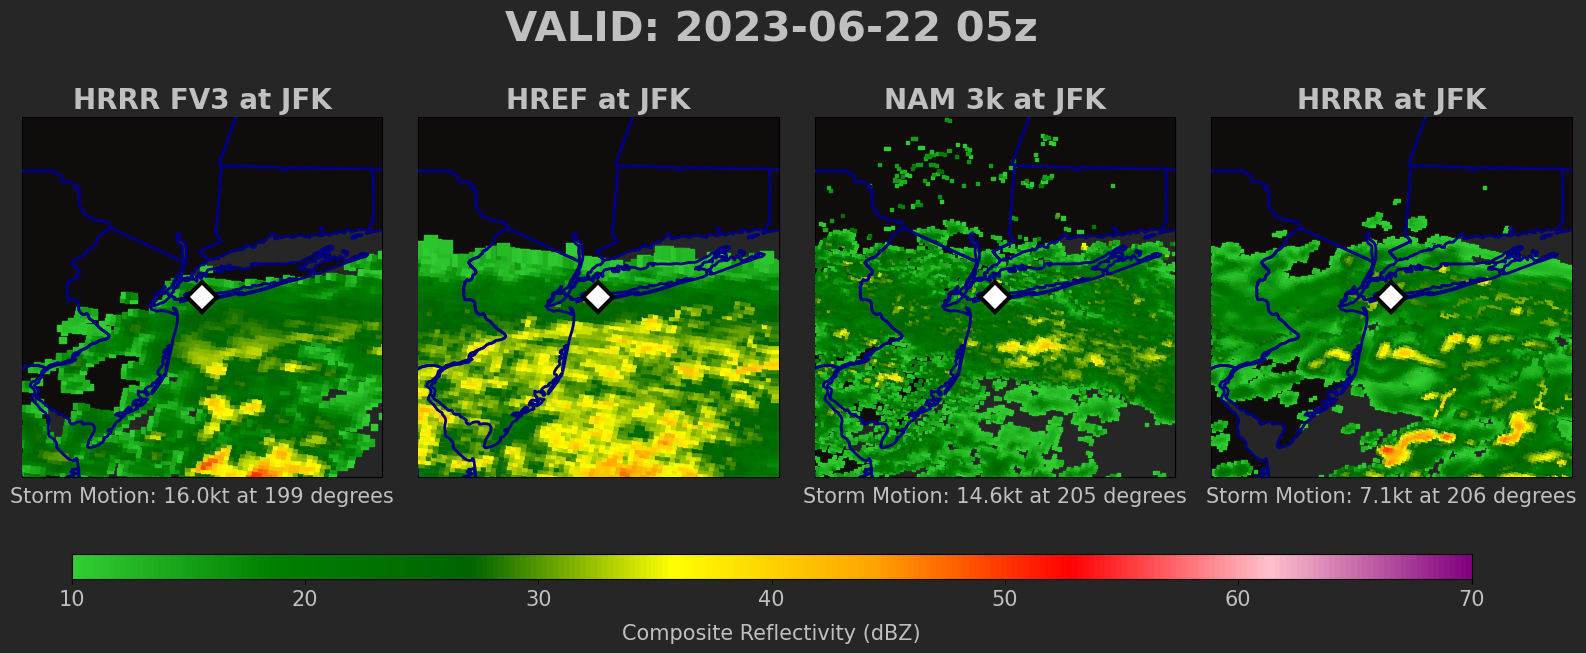 VALID: 2023-06-22 05z
HRRR FV3 at JFK
HREF at JFK
NAM 3k at JFK
HRRR at JFK
Storm Motion: 16.0kt at 199 degrees
Storm Motion: 14.6kt at 205 degrees
Storm Motion: 7.1kt at 206 degrees
10 20 30 40 50 60 70
Composite Reflectivity (dBZ)